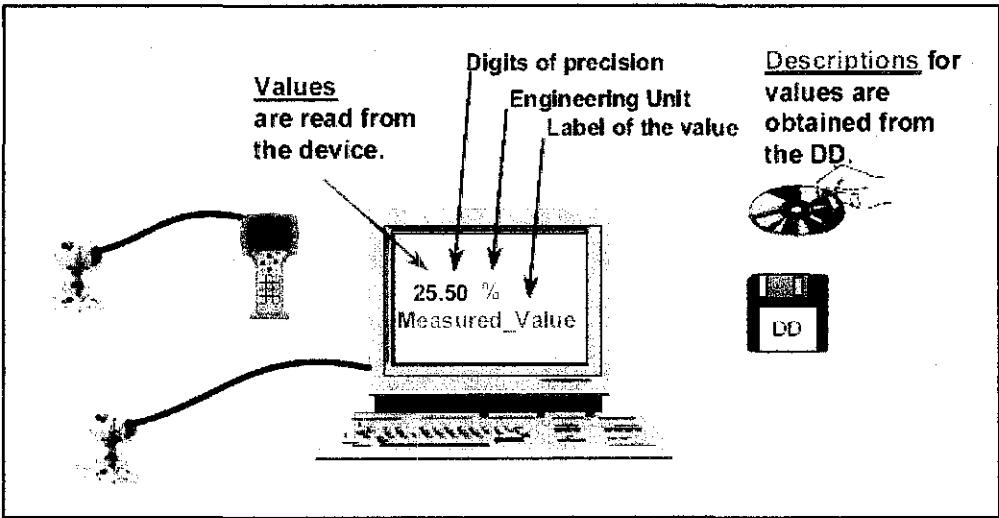 Values
are read from
the device.
Digits of precision
Engineering Unit
Label of the value
Descriptions for
values are
obtained from
the DD.
25.50 %
Measured_Value
DD